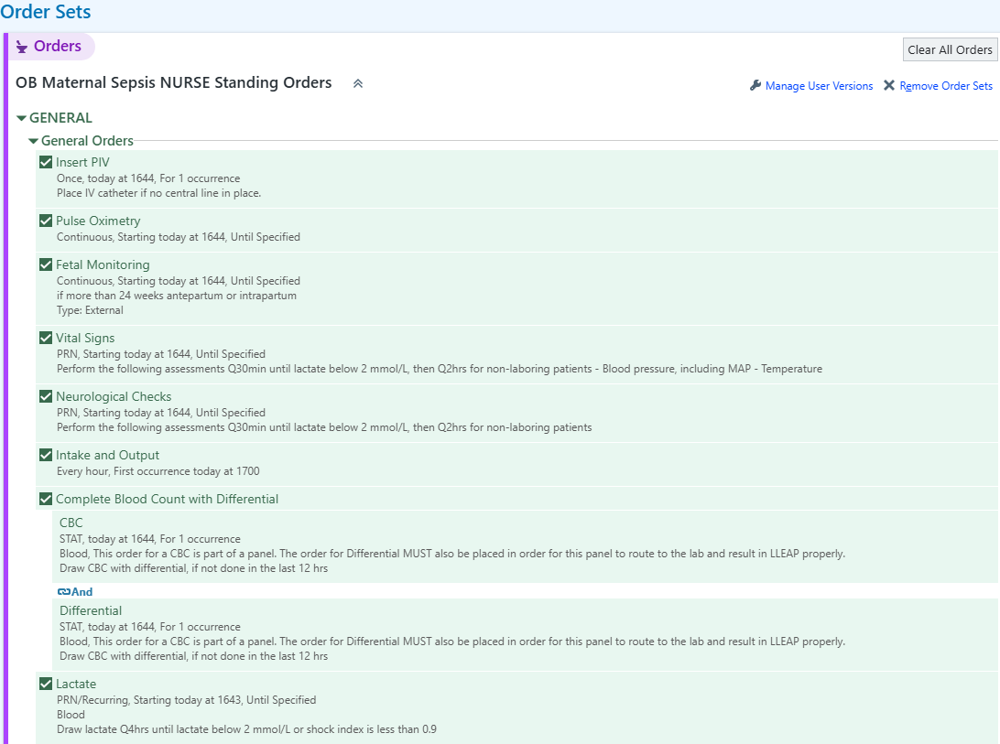 Order Sets
Orders
Clear All Orders
OB Maternal Sepsis NURSE Standing Orders
Manage User Versions
Remove Order Sets
GENERAL
General Orders
Insert PIV
Once, today at 1644, For 1 occurrence
Place IV catheter if no central line in place.
Pulse Oximetry
Continuous, Starting today at 1644, Until Specified
Fetal Monitoring
Continuous, Starting today at 1644, Until Specified
if more than 24 weeks antepartum or intrapartum
Type: External
Vital Signs
PRN, Starting today at 1644, Until Specified
Perform the following assessments Q30min until lactate below 2 mmol/L, then Q2hrs for non-laboring patients - Blood pressure, including MAP - Temperature
Neurological Checks
PRN, Starting today at 1644, Until Specified
Perform the following assessments Q30min until lactate below 2 mmol/L, then Q2hrs for non-laboring patients
Intake and Output
Every hour, First occurrence today at 1700
Complete Blood Count with Differential
CBC
STAT, today at 1644, For 1 occurrence
Blood, This order for a CBC is part of a panel. The order for Differential MUST also be placed in order for this panel to route to the lab and result in LLEAP properly.
Draw CBC with differential, if not done in the last 12 hrs
And
Differential
STAT, today at 1644, For 1 occurrence
Blood, This order for a CBC is part of a panel. The order for Differential MUST also be placed in order for this panel to route to the lab and result in LLEAP properly.
Draw CBC with differential, if not done in the last 12 hrs
Lactate
PRN/Recurring, Starting today at 1643, Until Specified
Blood
Draw lactate Q4hrs until lactate below 2 mmol/L or shock index is less than 0.9